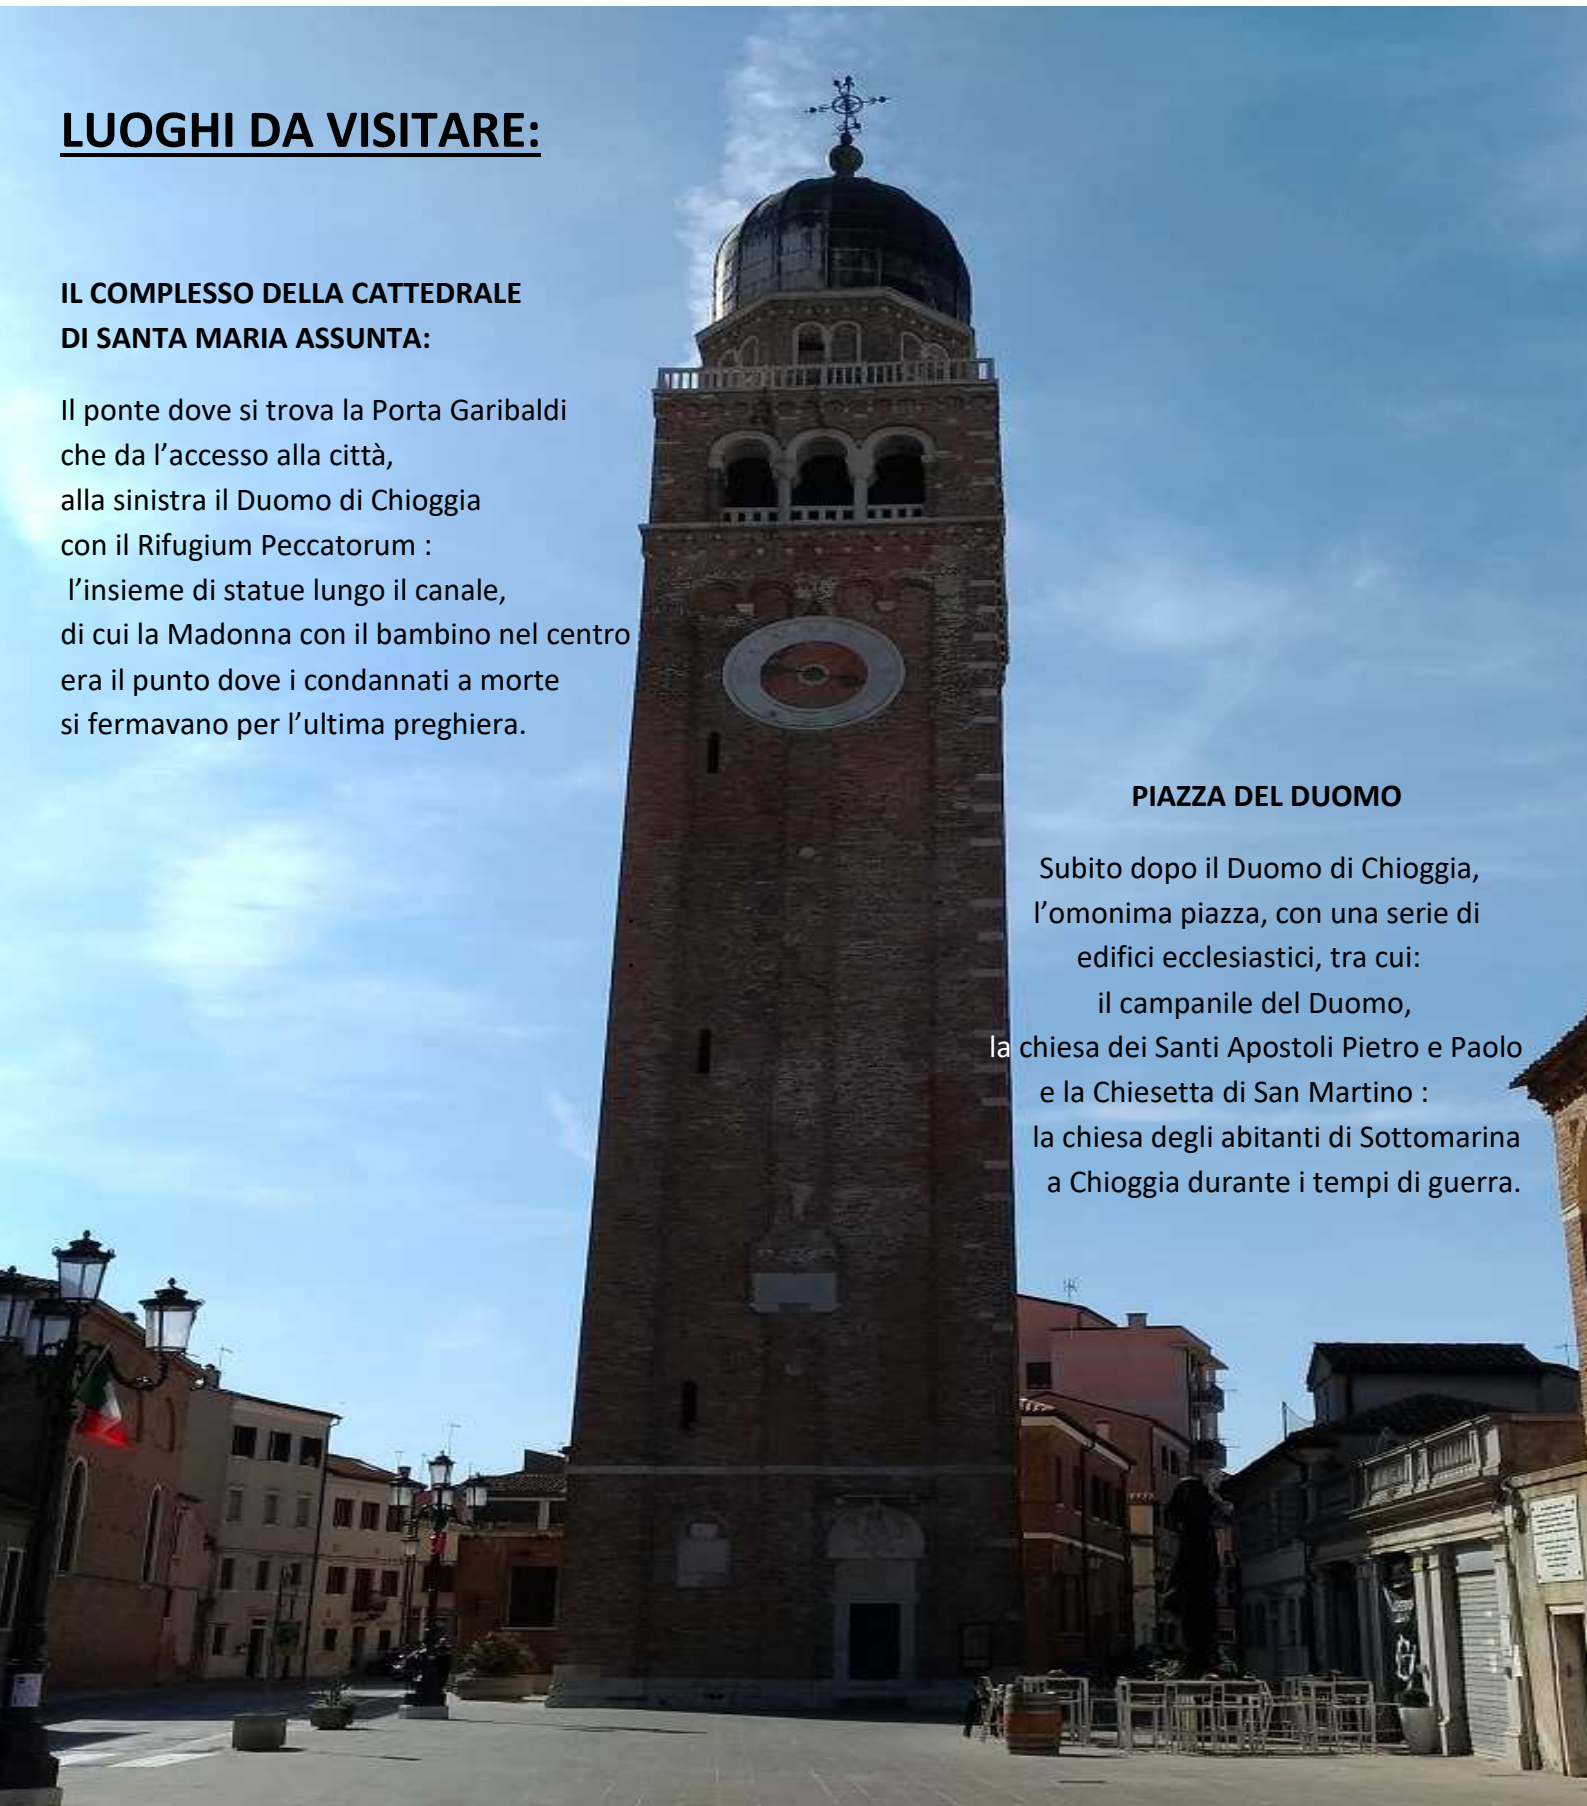 LUOGHI DA VISITARE:
IL COMPLESSO DELLA CATTEDRALE
DI SANTA MARIA ASSUNTA:
Il ponte dove si trova la Porta Garibaldi
che da l’accesso alla città,
alla sinistra il Duomo di Chioggia
con il Rifugium Peccatorum :
l’insieme di statue lungo il canale,
di cui la Madonna con il bambino nel centro
era il punto dove i condannati a morte
si fermavano per l’ultima preghiera.
PIAZZA DEL DUOMO
Subito dopo il Duomo di Chioggia,
l’omonima piazza, con una serie di
edifici ecclesiastici, tra cui:
il campanile del Duomo,
la chiesa dei Santi Apostoli Pietro e Paolo
e la Chiesetta di San Martino :
la chiesa degli abitanti di Sottomarina
a Chioggia durante i tempi di guerra.